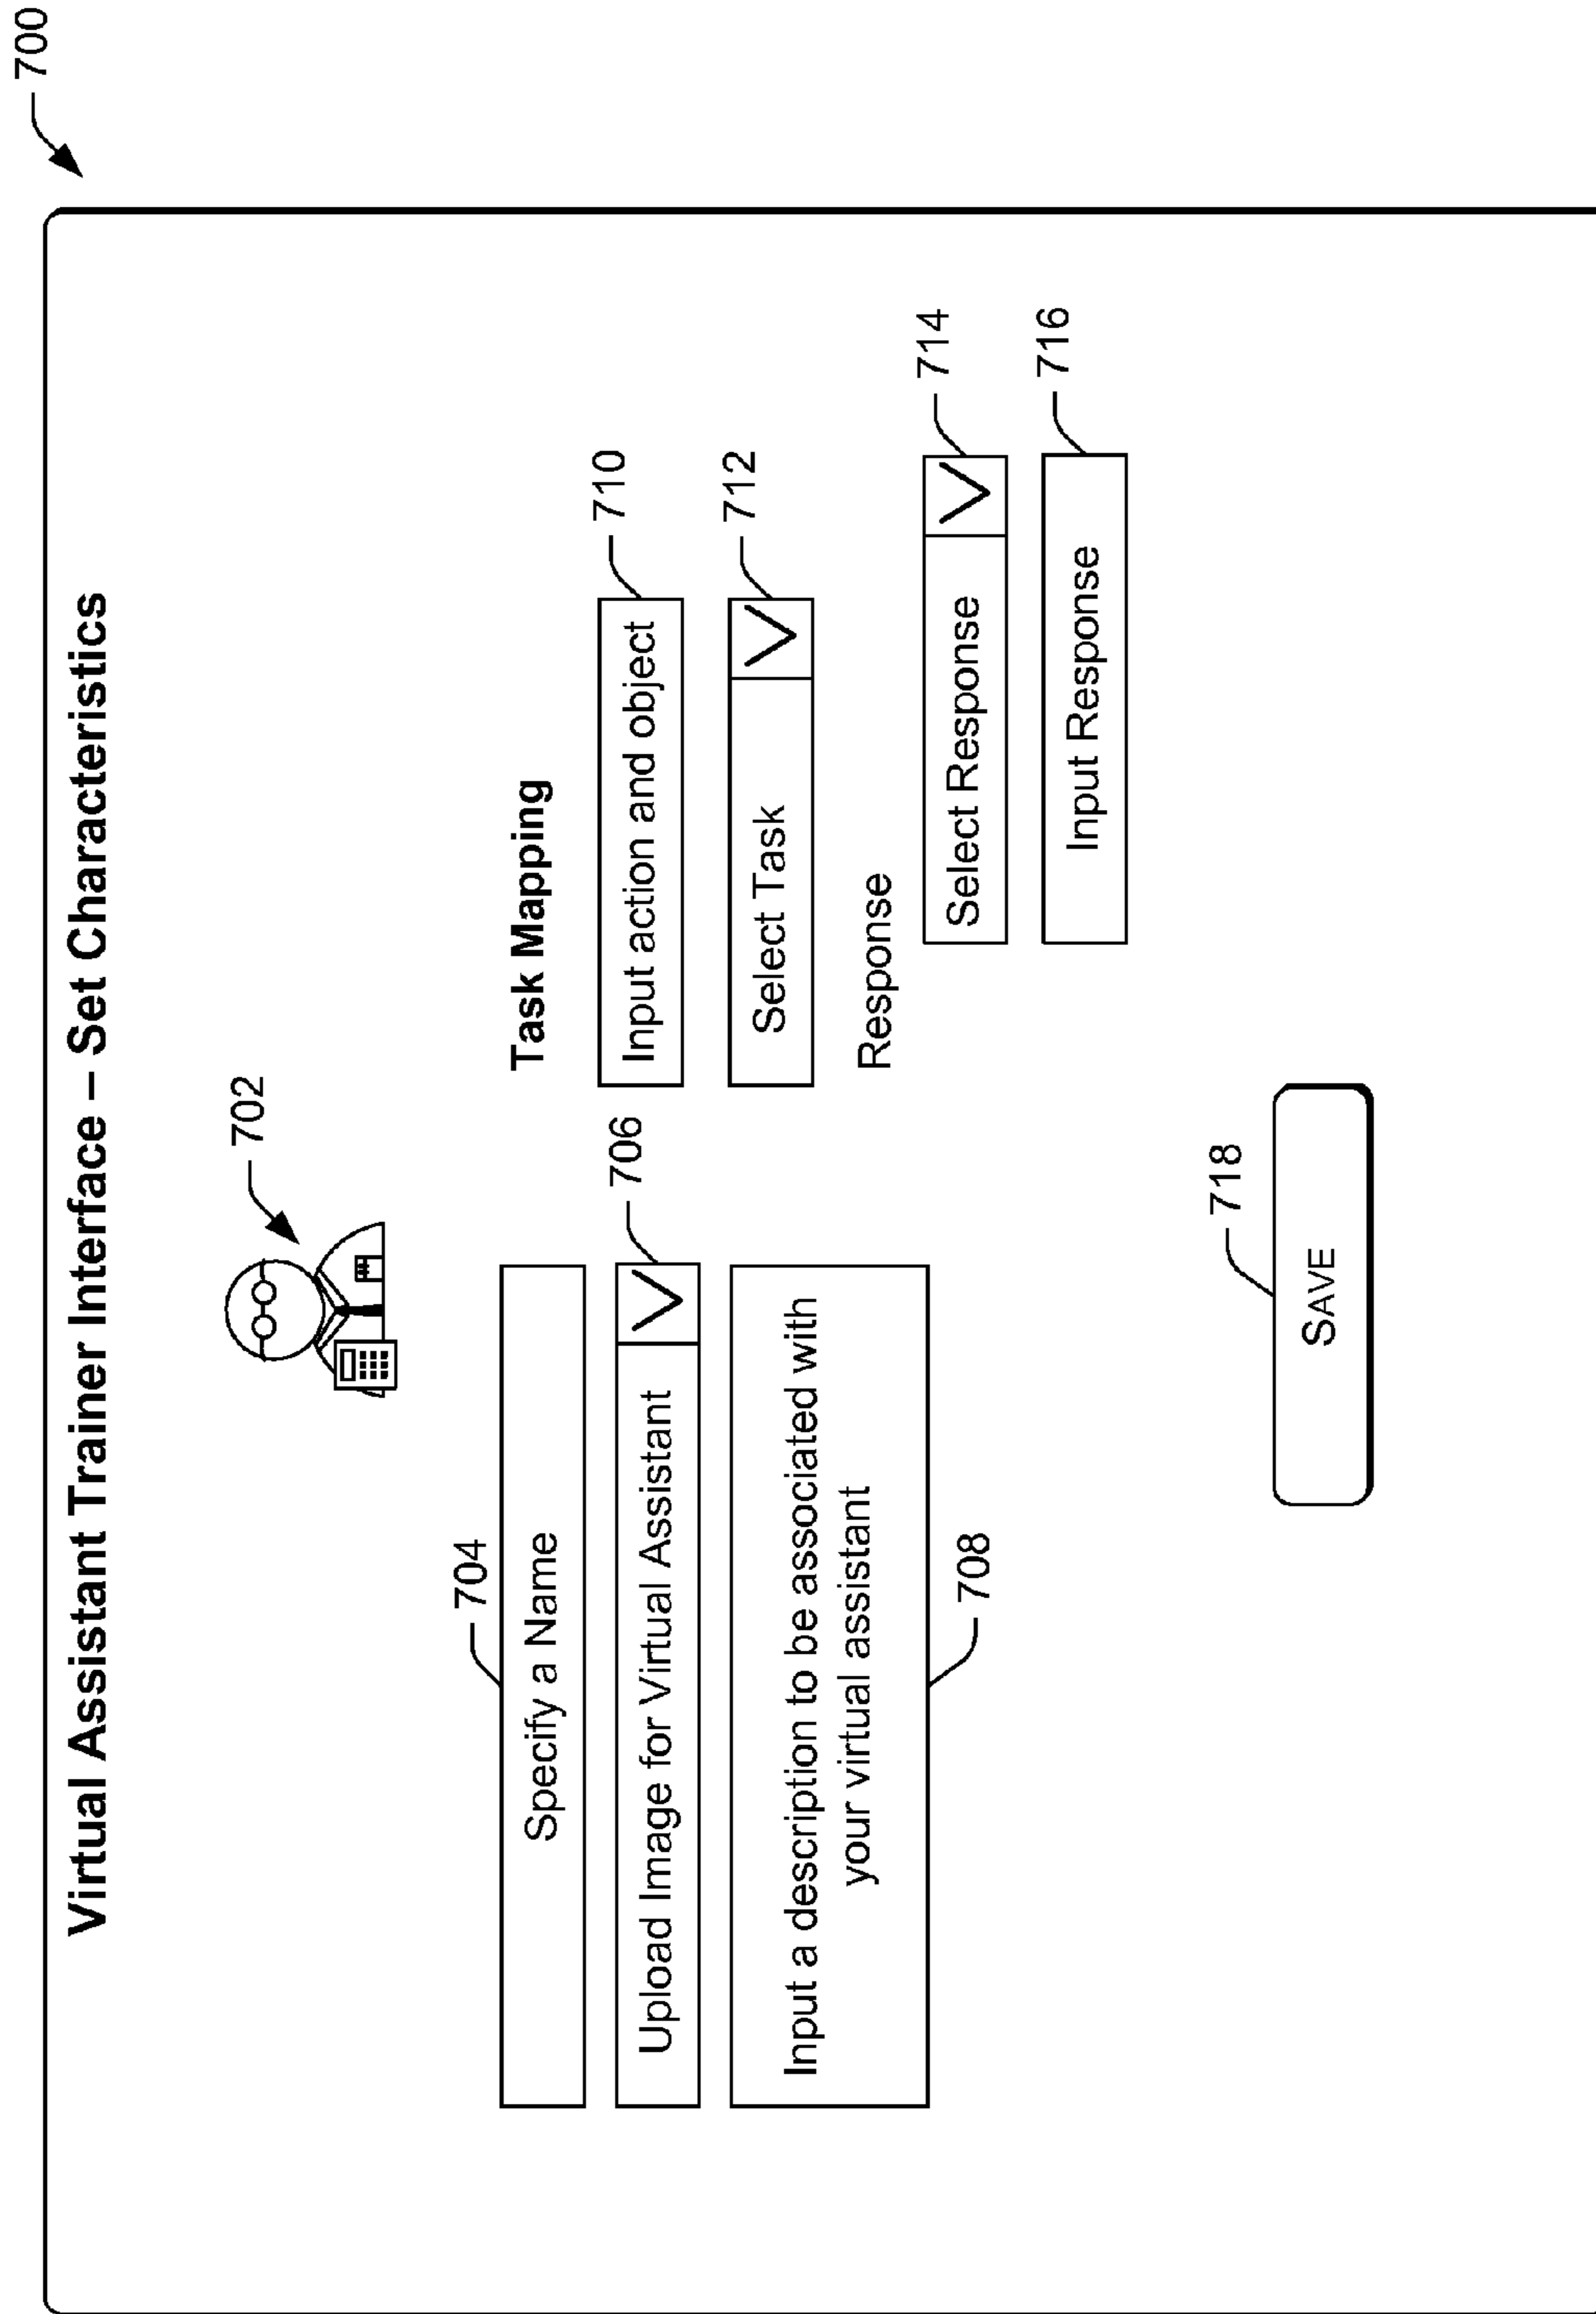 700
Virtual Assistant Trainer Interface – Set Characteristics
702
704
Specify a Name
706
Upload Image for Virtual Assistant
Input a description to be associated with
your virtual assistant
708
Task Mapping
710
Input action and object
712
Select Task
Response
714
Select Response
716
Input Response
718
SAVE